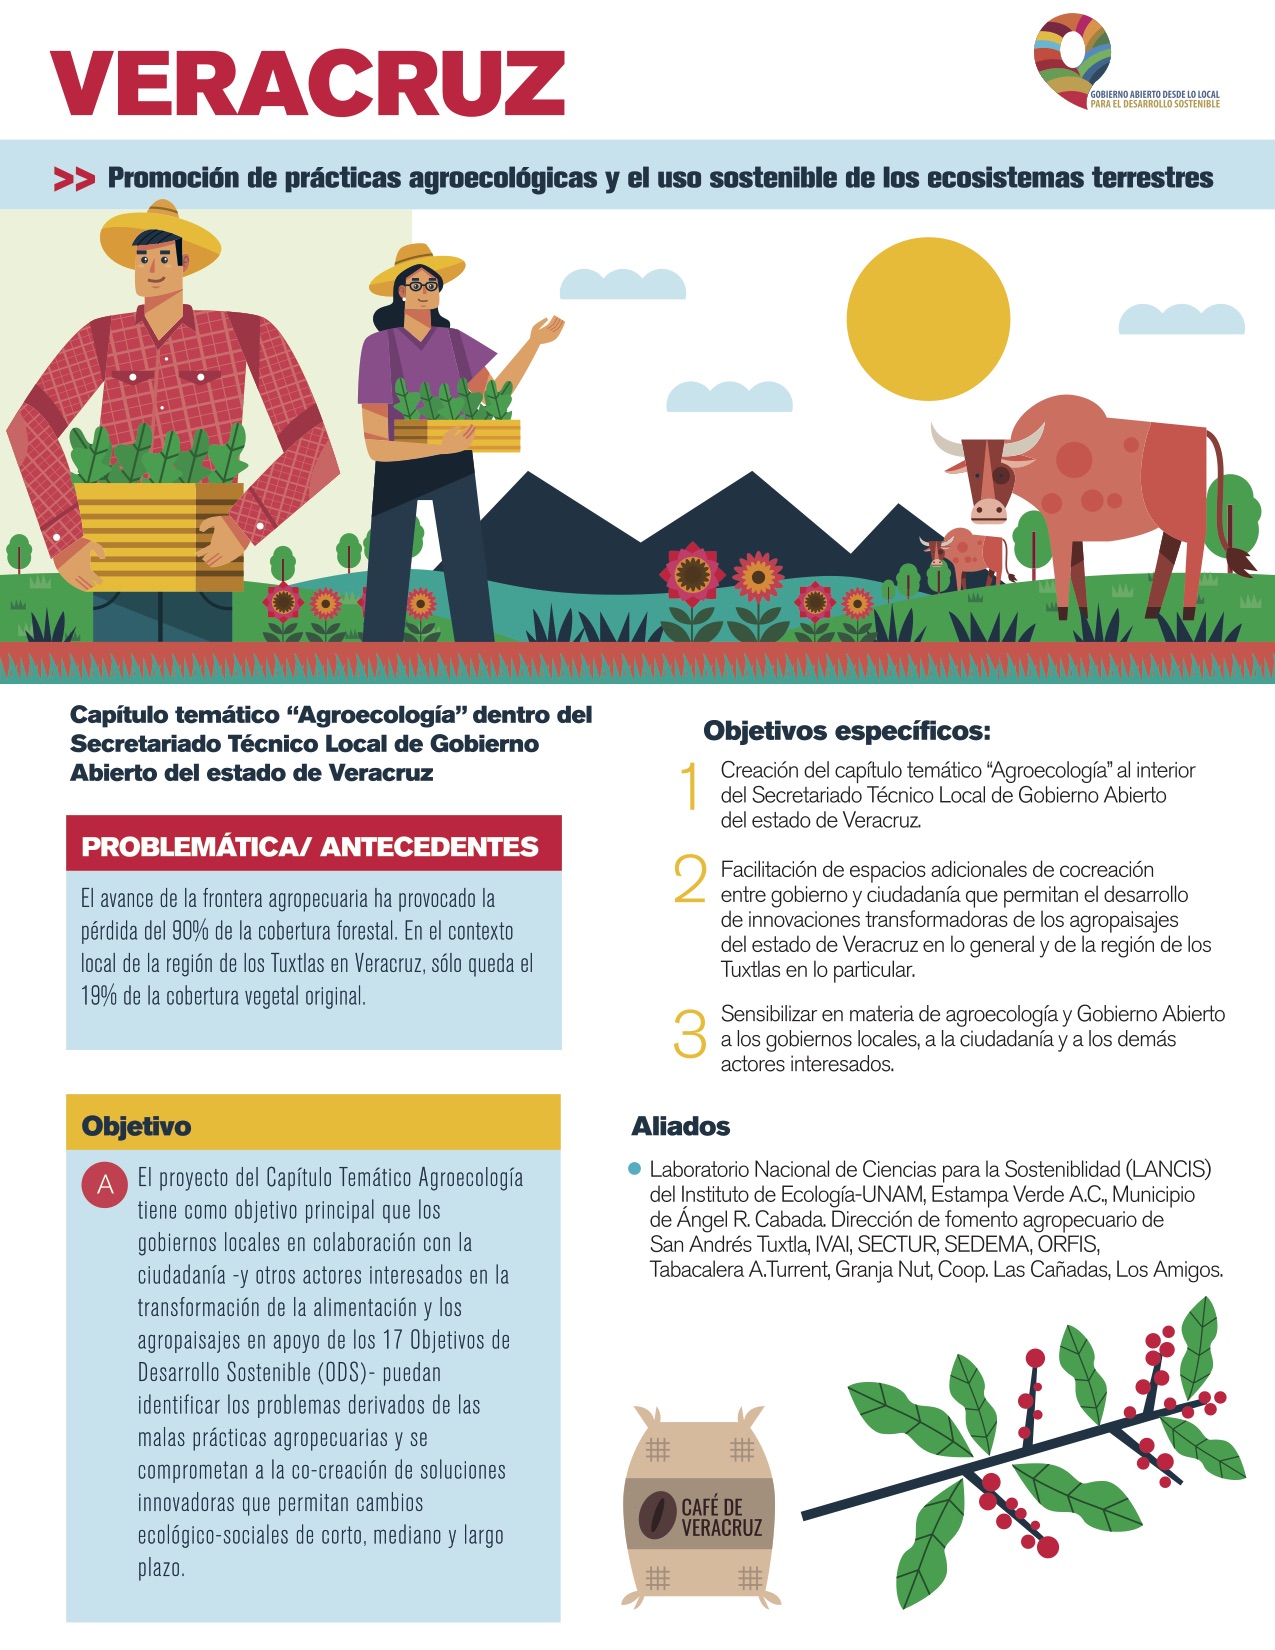 VERACRUZ
GOBIERNO ABIERTO DESDE LO LOCAL
PARA EL DESARROLLO SOSTENIBLE
>> Promoción de prácticas agroecológicas y el uso sostenible de los ecosistemas terrestres
Capítulo temático “Agroecología” dentro del
Secretariado Técnico Local de Gobierno
Abierto del estado de Veracruz
PROBLEMÁTICA/ ANTECEDENTES
El avance de la frontera agropecuaria ha provocado la
pérdida del 90% de la cobertura forestal. En el contexto
local de la región de los Tuxtlas en Veracruz, sólo queda el
19% de la cobertura vegetal original.
Objetivo
A
El proyecto del Capítulo Temático Agroecología
tiene como objetivo principal que los
gobiernos locales en colaboración con la
ciudadanía -y otros actores interesados en la
transformación de la alimentación y los
agropaisajes en apoyo de los 17 Objetivos de
Desarrollo Sostenible (ODS)- puedan
identificar los problemas derivados de las
malas prácticas agropecuarias y se
comprometan a la co-creación de soluciones
innovadoras que permitan cambios
ecológico-sociales de corto, mediano y largo
plazo.
Objetivos específicos:
1
Creación del capítulo temático “Agroecología” al interior
del Secretariado Técnico Local de Gobierno Abierto
del estado de Veracruz.
2
Facilitación de espacios adicionales de cocreación
entre gobierno y ciudadanía que permitan el desarrollo
de innovaciones transformadoras de los agropaisajes
del estado de Veracruz en lo general y de la región de los
Tuxtlas en lo particular.
3
Sensibilizar en materia de agroecología y Gobierno Abierto
a los gobiernos locales, a la ciudadanía y a los demás
actores interesados.
Aliados
Laboratorio Nacional de Ciencias para la Sosteniblidad (LANCIS)
del Instituto de Ecología-UNAM, Estampa Verde A.C., Municipio
de Ángel R. Cabada. Dirección de fomento agropecuario de
San Andrés Tuxtla, IVAI, SECTUR, SEDEMA, ORFIS,
Tabacalera A.Turrent, Granja Nut, Coop. Las Cañadas, Los Amigos.
CAFÉ DE
VERACRUZ